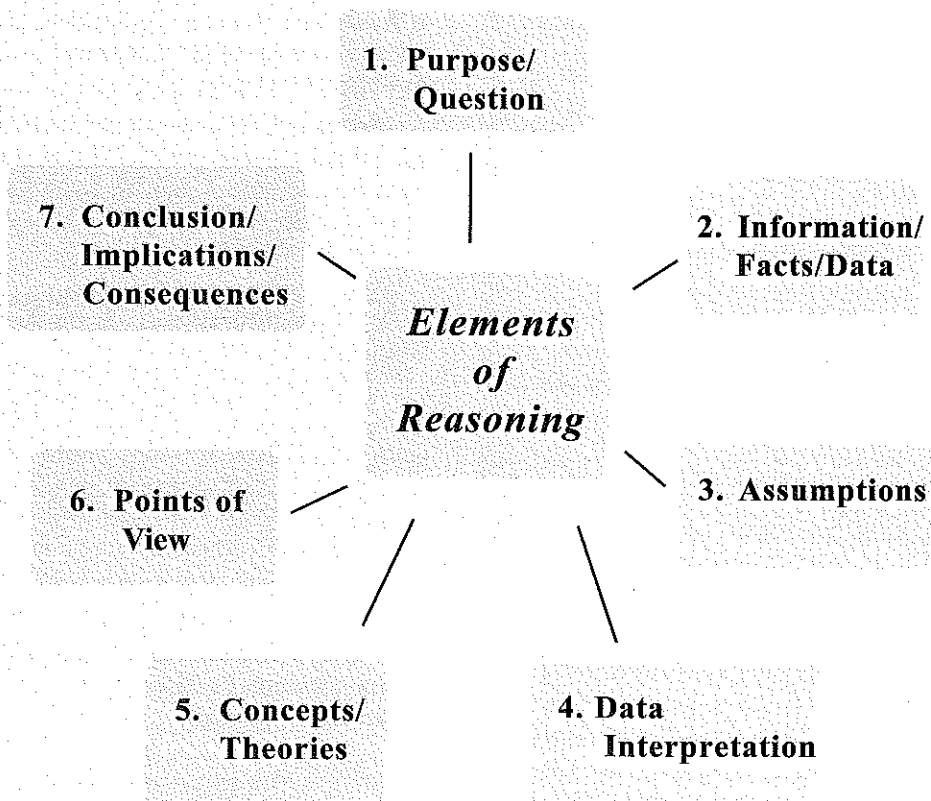 1. Purpose/
Question
2. Information/
Facts/Data
3. Assumptions
4. Data
Interpretation
5. Concepts/
Theories
6. Points of
View
7. Conclusion/
Implications/
Consequences
Elements
of
Reasoning